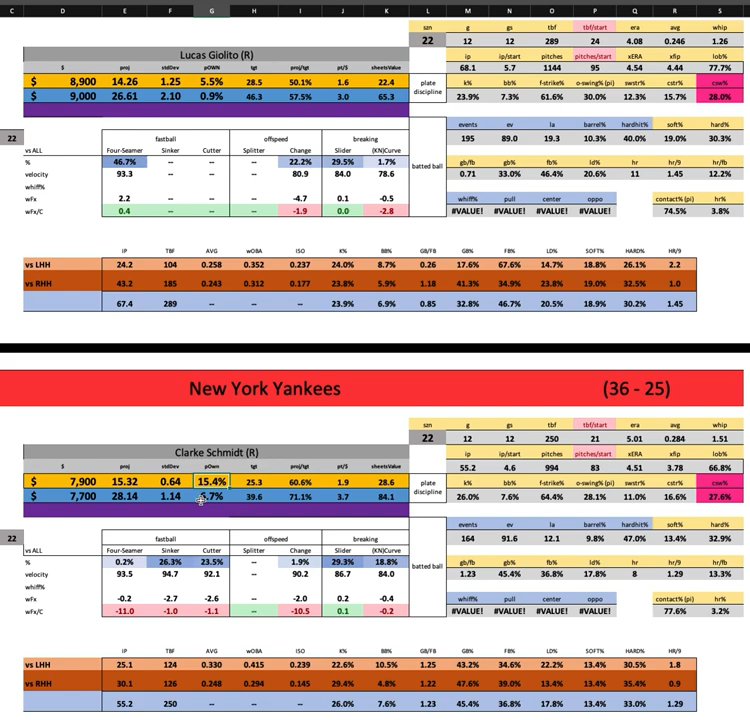 C D E F G H I J K L M N O P Q R S
szn g gs tbf tbf/start era avg whip
22 12 12 289 24 4.08 0.246 1.26
Lucas Giolito (R) ip ip/start pitches pitches/start xERA xfip lob%
$ proj stdDev pOWN tgt proj/tgt pt/$ sheetsValue 68.1 5.7 1144 95 4.54 4.44 77.7%
$ 8,900 14.26 1.25 5.5% 28.5 50.1% 1.6 22.4 plate discipline k% bb% f-strike% o-swing% (pi) swstr% cstr% csw%
$ 9,000 26.61 2.10 0.9% 46.3 57.5% 3.0 65.3 23.9% 7.3% 61.6% 30.0% 12.3% 15.7% 28.0%
events ev la barrel% hardhit% soft% hard%
22 fastball offspeed breaking 195 89.0 19.3 10.3% 40.0% 19.0% 30.3%
vs ALL Four-Seamer Sinker Cutter Splitter Change Slider (KN)Curve
% 46.7% -- -- -- 22.2% 29.5% 1.7% batted ball gb/fb gb% fb% ld% hr hr/9 hr/fb
velocity 93.3 -- -- -- 80.9 84.0 78.6 0.71 33.0% 46.4% 20.6% 11 1.45 12.2%
whiff%
wFx 2.2 -- -- -- -4.7 0.1 -0.5 whiff% pull center oppo contact% (pi) hr%
wFx/C 0.4 -- -- -- -1.9 0.0 -2.8 #VALUE! #VALUE! #VALUE! #VALUE! 74.5% 3.8%
IP TBF AVG wOBA ISO K% BB% GB/FB GB% FB% LD% SOFT% HARD% HR/9
vs LHH 24.2 104 0.258 0.352 0.237 24.0% 8.7% 0.26 17.6% 67.6% 14.7% 18.8% 26.1% 2.2
vs RHH 43.2 185 0.243 0.312 0.177 23.8% 5.9% 1.18 41.3% 34.9% 23.8% 19.0% 32.5% 1.0
67.4 289 -- -- -- 23.9% 6.9% 0.85 32.8% 46.7% 20.5% 18.9% 30.2% 1.45
New York Yankees (36 - 25)
szn g gs tbf tbf/start era avg whip
22 12 12 250 21 5.01 0.284 1.51
Clarke Schmidt (R) ip ip/start pitches pitches/start xERA xfip lob%
$ proj stdDev pOwn tgt proj/tgt pt/$ sheetsValue 55.2 4.6 994 83 4.51 3.78 66.8%
$ 7,900 15.32 0.64 15.4% 25.3 60.6% 1.9 28.6 plate discipline k% bb% f-strike% o-swing% (pi) swstr% cstr% csw%
$ 7,700 28.14 1.14 .7% 39.6 71.1% 3.7 84.1 26.0% 7.6% 64.4% 28.1% 11.0% 16.6% 27.6%
events ev la barrel% hardhit% soft% hard%
22 fastball offspeed breaking 164 91.6 12.1 9.8% 47.0% 13.4% 32.9%
vs ALL Four-Seamer Sinker Cutter Splitter Change Slider (KN)Curve
% 0.2% 26.3% 23.5% -- 1.9% 29.3% 18.8% batted ball gb/fb gb% fb% ld% hr hr/9 hr/fb
velocity 93.5 94.7 92.1 -- 90.2 86.7 84.0 1.23 45.4% 36.8% 17.8% 8 1.29 13.3%
whiff%
wFx -0.2 -2.7 -2.6 -- -2.0 0.2 -0.4 whiff% pull center oppo contact% (pi) hr%
wFx/C -11.0 -1.0 -1.1 -- -10.5 0.1 -0.2 #VALUE! #VALUE! #VALUE! #VALUE! 77.6% 3.2%
IP TBF AVG wOBA ISO K% BB% GB/FB GB% FB% LD% SOFT% HARD% HR/9
vs LHH 25.1 124 0.330 0.415 0.239 22.6% 10.5% 1.25 43.2% 34.6% 22.2% 13.4% 30.5% 1.8
vs RHH 30.1 126 0.248 0.294 0.145 29.4% 4.8% 1.22 47.6% 39.0% 13.4% 13.4% 35.4% 0.9
55.2 250 -- -- -- 26.0% 7.6% 1.23 45.4% 36.8% 17.8% 13.4% 33.0% 1.29